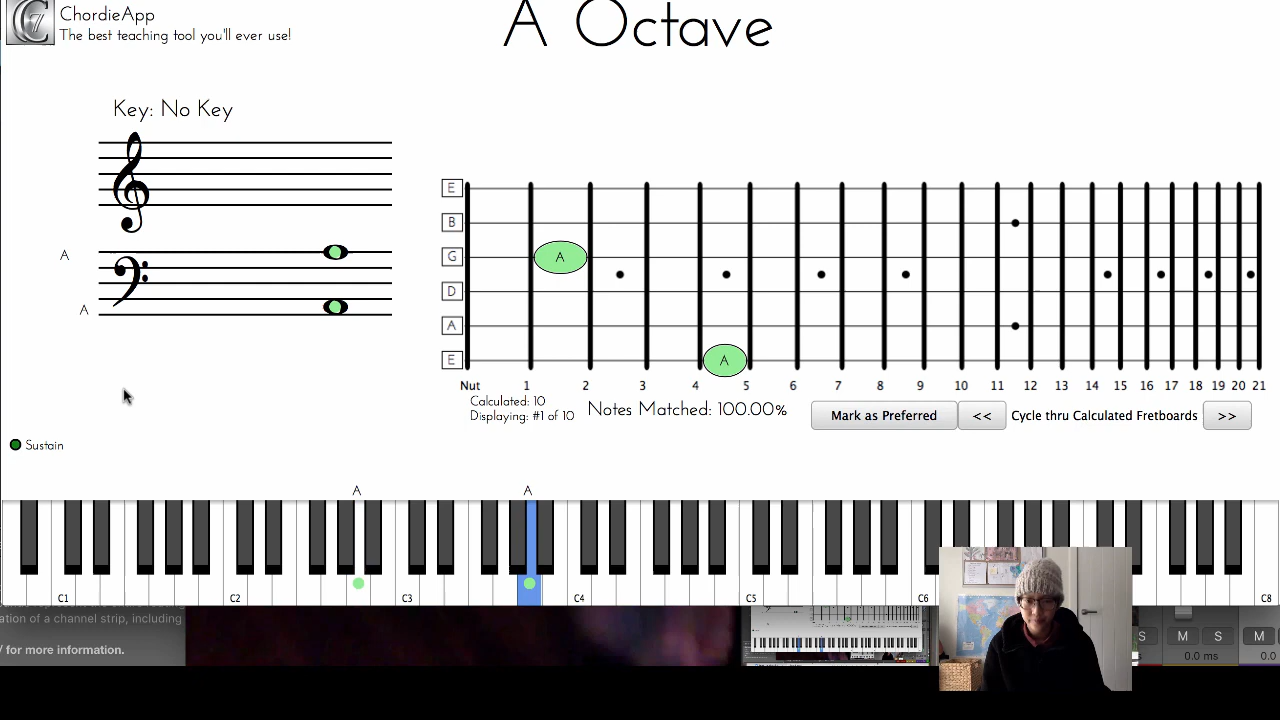 ChordieApp
The best teaching tool you'll ever use!
A Octave
Key: No Key
A
A
E
B
G
D
A
E
A
A
Nut 1 2 3 4 5 6 7 8 9 10 11 12 13 14 15 16 17 18 19 20 21
Calculated: 10
Displaying: #1 of 10
Notes Matched: 100.00%
Mark as Preferred
<<
Cycle thru Calculated Fretboards
>>
Sustain
A A
C1 C2 C3 C4 C5 C6 C8
ation of a channel strip, including
for more information.
S M S M
0.0 ms 0.0